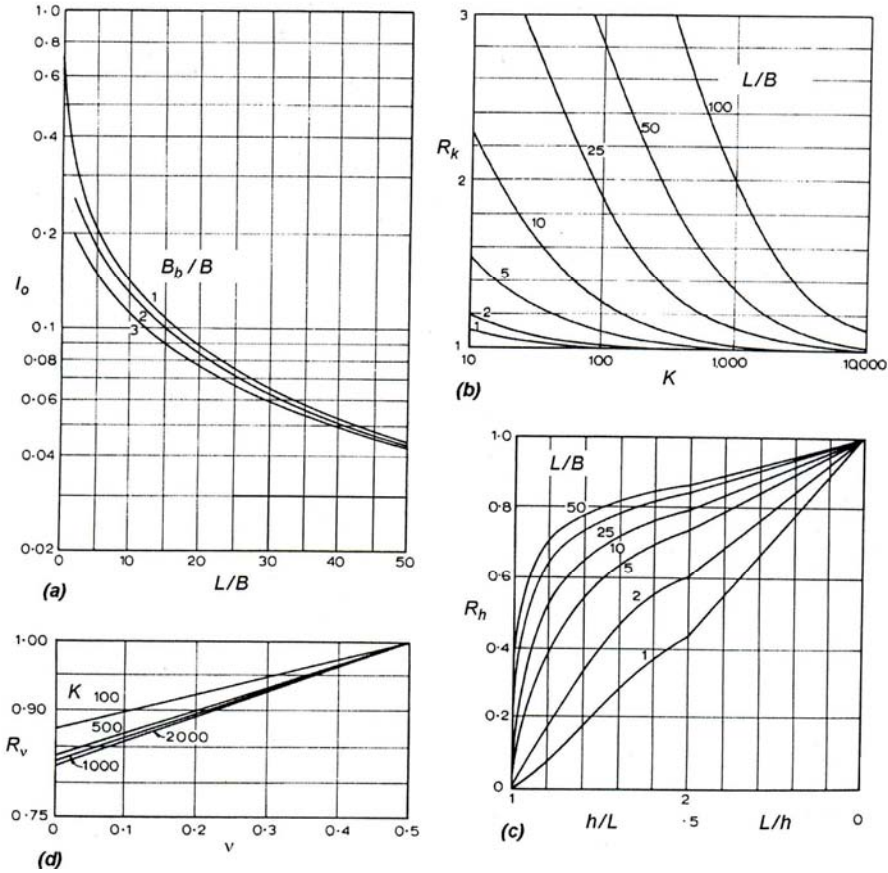 1·0
0·8
0·6
0·4
0·2
0·1
0·08
0·06
0·04
0·02
I₀
B_b / B
1
2
3
0 10 20 30 40 50
L/B
(a)
3
2
1
R_k
L/B
100
50
25
10
5
2
1
10 100 1,000 10,000
K
(b)
1·0
0·8
0·6
0·4
0·2
0
R_h
L/B
50
25
10
5
2
1
1 2
h/L ·5 L/h 0
(c)
1·00
0·90
0·75
R_ν
K 100
500
1000
2000
0 0·1 0·2 0·3 0·4 0·5
ν
(d)